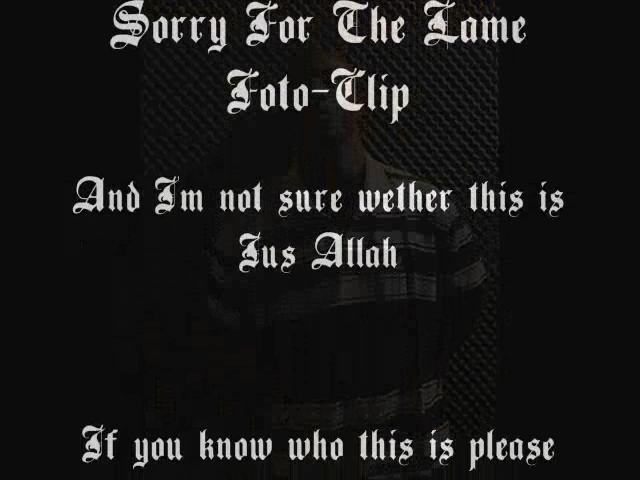 Sorry For The Lame
Foto-Clip
And Im not sure wether this is
Jus Allah
If you know who this is please